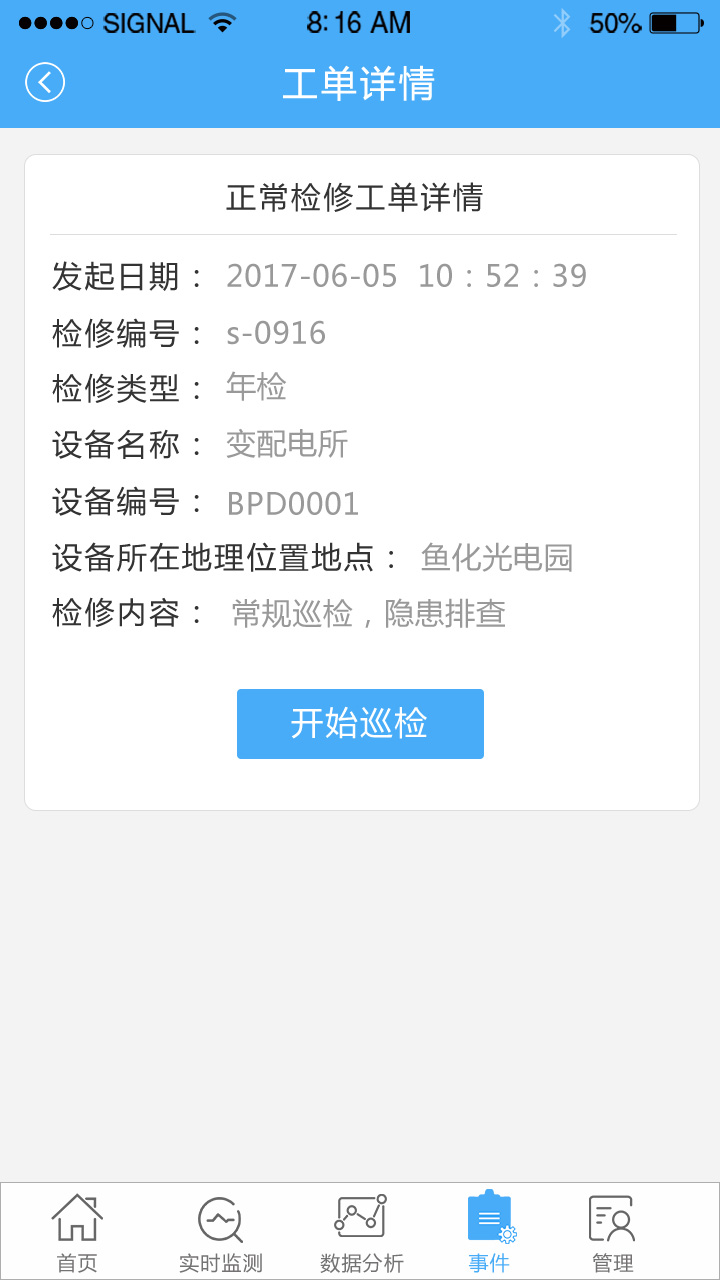 SIGNAL 8:16 AM 50%
工单详情
正常检修工单详情
发起日期： 2017-06-05 10：52：39
检修编号： s-0916
检修类型： 年检
设备名称： 变配电所
设备编号： BPD0001
设备所在地理位置地点： 鱼化光电园
检修内容： 常规巡检，隐患排查
开始巡检
首页 实时监测 数据分析 事件 管理